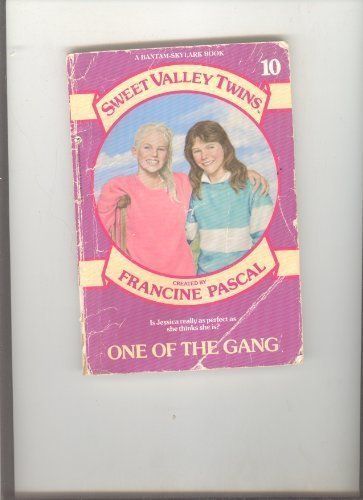 A BANTAM-SKYLARK BOOK
10
SWEET VALLEY TWINS
CREATED BY
FRANCINE PASCAL
Is Jessica really as perfect as
she thinks she is?
ONE OF THE GANG